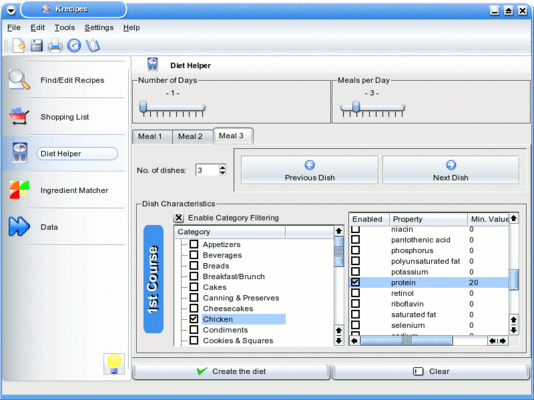 Krecipes
File Edit Tools Settings Help
Find/Edit Recipes
Shopping List
Diet Helper
Ingredient Matcher
Data
Diet Helper
Number of Days
- 1 -
Meals per Day
- 3 -
Meal 1 Meal 2 Meal 3
No. of dishes: 3
Previous Dish
Next Dish
Dish Characteristics
1st Course
Enable Category Filtering
Category
Appetizers
Beverages
Breads
Breakfast/Brunch
Cakes
Canning & Preserves
Cheesecakes
Chicken
Condiments
Cookies & Squares
Enabled Property Min. Value
niacin 0
pantothenic acid 0
phosphorus 0
polyunsaturated fat 0
potassium 0
protein 20
retinol 0
riboflavin 0
saturated fat 0
selenium 0
Create the diet
Clear